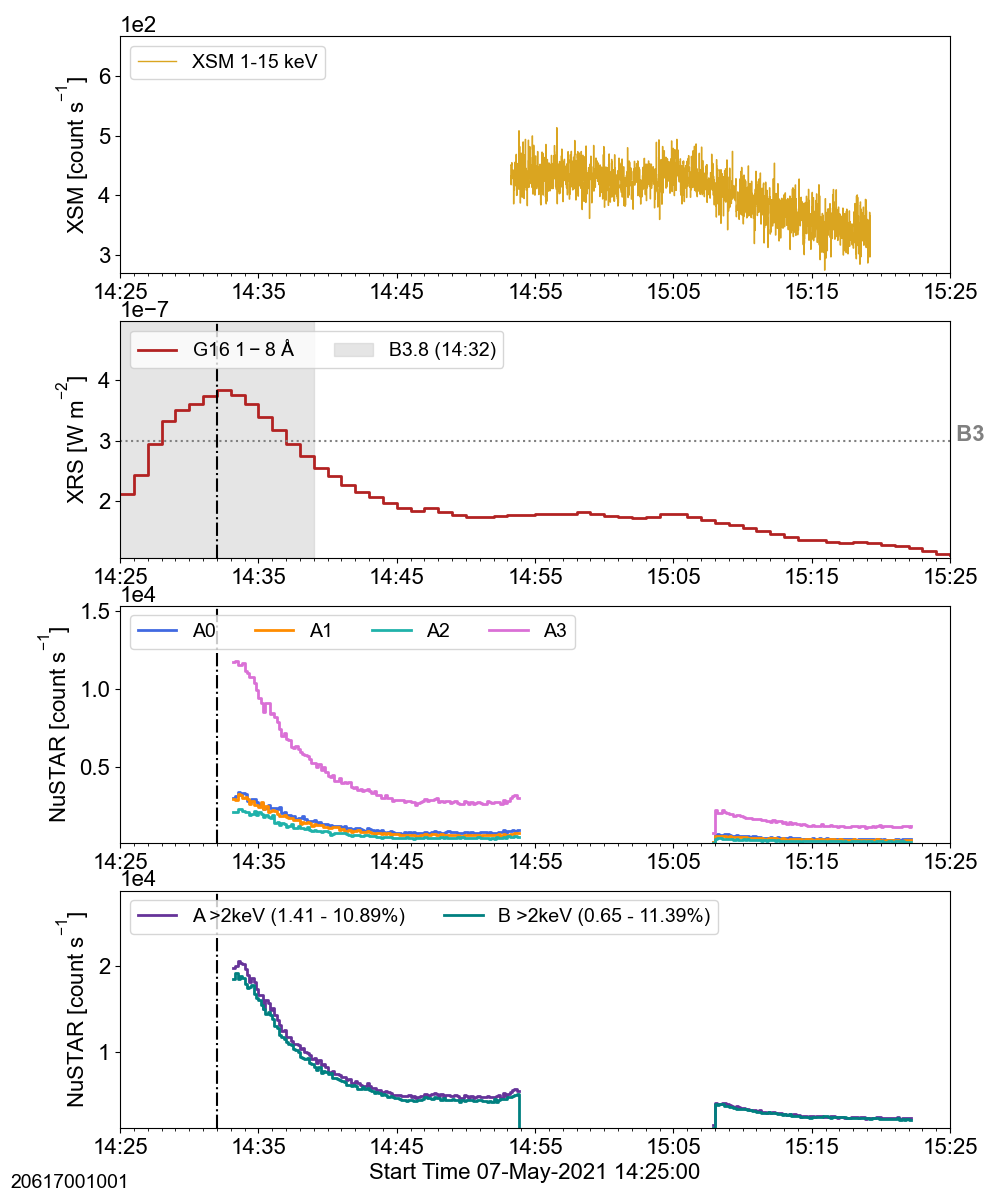 1e2
XSM 1-15 keV
XSM [count s⁻¹]
6
5
4
3
14:25 14:35 14:45 14:55 15:05 15:15 15:25
1e−7
G16 1 − 8 Å B3.8 (14:32)
XRS [W m⁻²]
4
3
2
B3
14:25 14:35 14:45 14:55 15:05 15:15 15:25
1e4
A0 A1 A2 A3
NuSTAR [count s⁻¹]
1.5
1.0
0.5
14:25 14:35 14:45 14:55 15:05 15:15 15:25
1e4
A >2keV (1.41 - 10.89%) B >2keV (0.65 - 11.39%)
NuSTAR [count s⁻¹]
2
1
14:25 14:35 14:45 14:55 15:05 15:15 15:25
Start Time 07-May-2021 14:25:00
20617001001